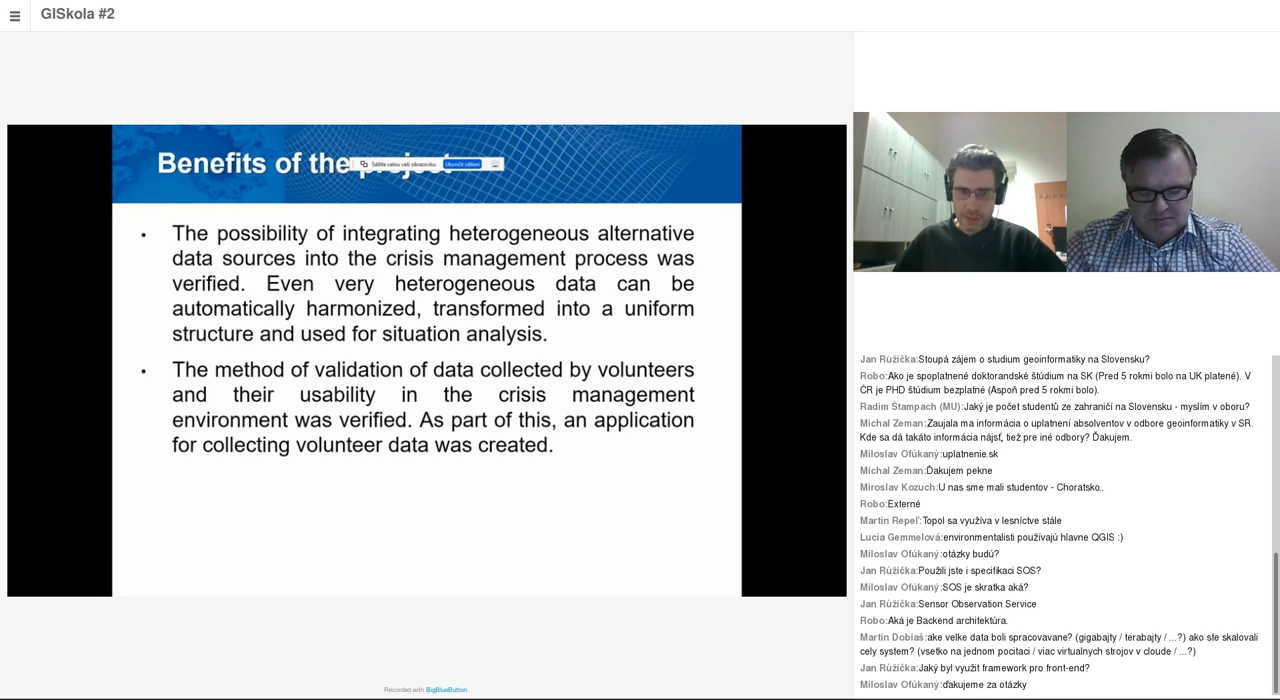 GISkola #2
Benefits of the project
Sdílíte celou vaši obrazovku.
Ukončit sdílení
• The possibility of integrating heterogeneous alternative
data sources into the crisis management process was
verified. Even very heterogeneous data can be
automatically harmonized, transformed into a uniform
structure and used for situation analysis.
• The method of validation of data collected by volunteers
and their usability in the crisis management
environment was verified. As part of this, an application
for collecting volunteer data was created.
Recorded with BigBlueButton.
Jan Růžička:Stoupá zájem o studium geoinformatiky na Slovensku?
Robo:Ako je spoplatnené doktorandské štúdium na SK (Pred 5 rokmi bolo na UK platené). V
ČR je PHD štúdium bezplatné (Aspoň pred 5 rokmi bolo).
Radim Štampach (MU):Jaký je počet studentů ze zahraničí na Slovensku - myslím v oboru?
Michal Zeman:Zaujala ma informácia o uplatnení absolventov v odbore geoinformatiky v SR.
Kde sa dá takáto informácia nájsť, tiež pre iné odbory? Ďakujem.
Miloslav Ofúkaný:uplatnenie.sk
Michal Zeman:Ďakujem pekne
Miroslav Kozuch:U nas sme mali studentov - Choratsko..
Robo:Externé
Martin Repeľ:Topol sa využíva v lesníctve stále
Lucia Gemmelová:environmentalisti používajú hlavne QGIS :)
Miloslav Ofúkaný:otázky budú?
Jan Růžička:Použili jste i specifikaci SOS?
Miloslav Ofúkaný:SOS je skratka aká?
Jan Růžička:Sensor Observation Service
Robo:Aká je Backend architektúra.
Martin Dobiaš:ake velke data boli spracovavane? (gigabajty / terabajty / ...?) ako ste skalovali
cely system? (vsetko na jednom pocitaci / viac virtualnych strojov v cloude / ...?)
Jan Růžička:Jaký byl využit framework pro front-end?
Miloslav Ofúkaný:ďakujeme za otázky